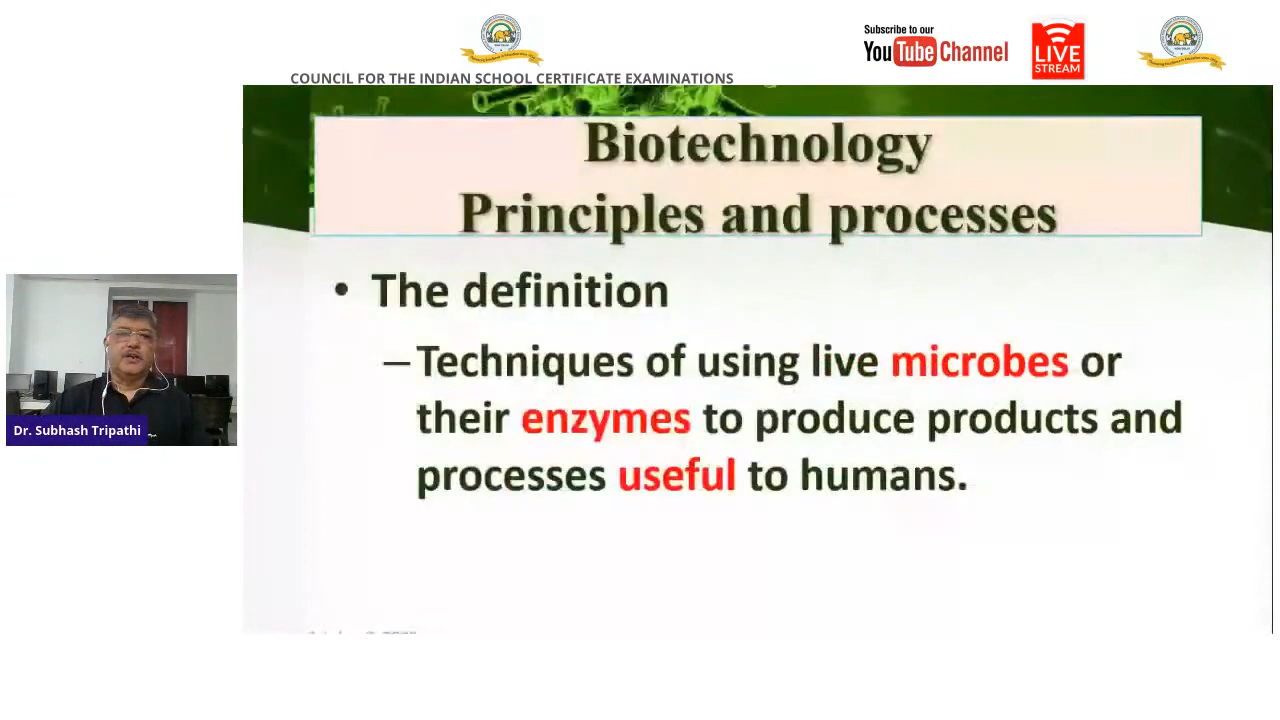 Subscribe to our
YouTube Channel
LIVE
STREAM
COUNCIL FOR THE INDIAN SCHOOL CERTIFICATE EXAMINATIONS
Biotechnology
Principles and processes
• The definition
– Techniques of using live microbes or
their enzymes to produce products and
processes useful to humans.
Dr. Subhash Tripathi